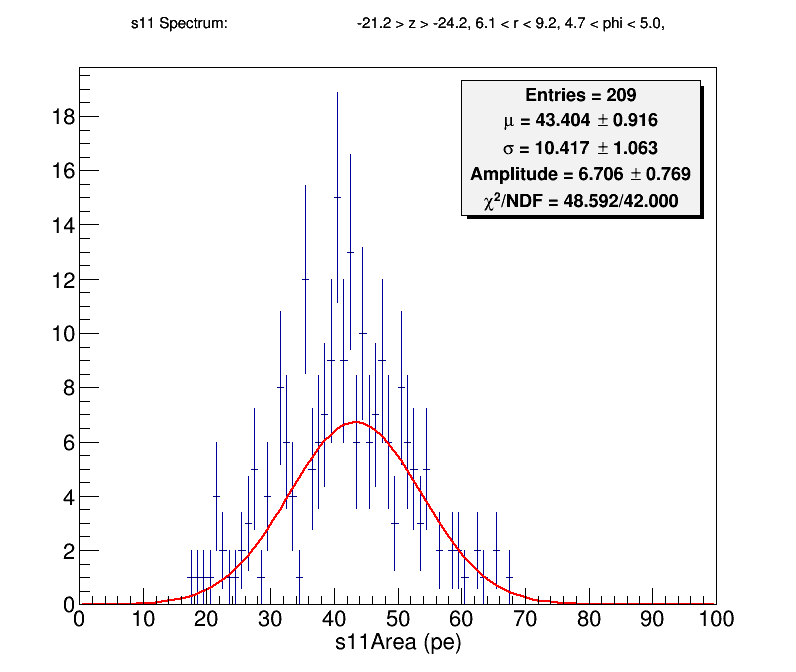 s11 Spectrum: -21.2 > z > -24.2, 6.1 < r < 9.2, 4.7 < phi < 5.0,
Entries = 209
μ = 43.404 ± 0.916
σ = 10.417 ± 1.063
Amplitude = 6.706 ± 0.769
χ²/NDF = 48.592/42.000
18
16
14
12
10
8
6
4
2
0
0 10 20 30 40 50 60 70 80 90 100
s11Area (pe)